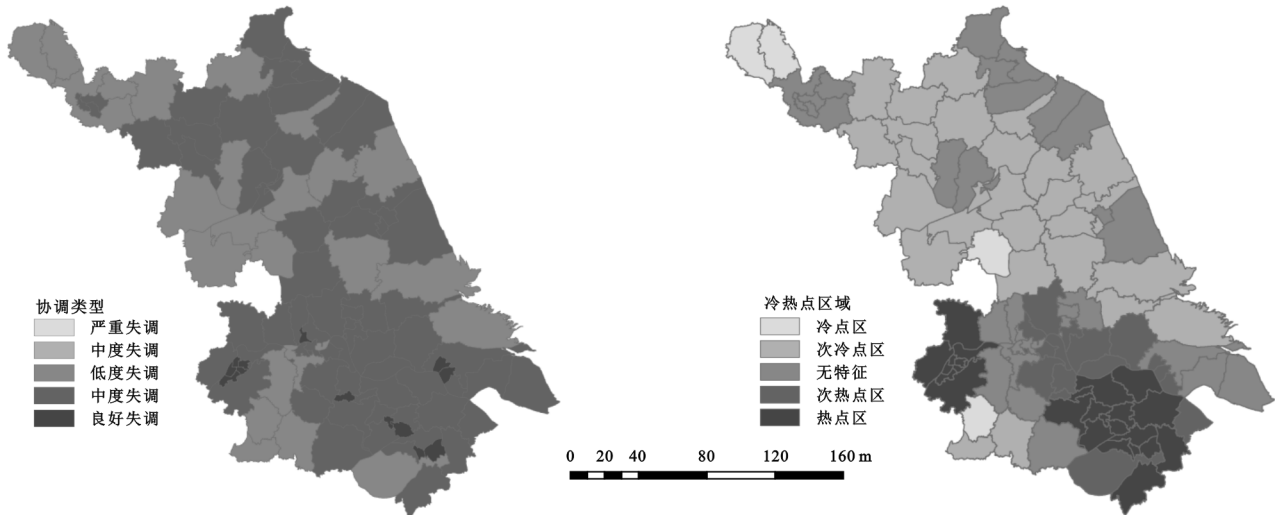 协调类型
严重失调
中度失调
低度失调
中度失调
良好失调
冷热点区域
冷点区
次冷点区
无特征
次热点区
热点区
0 20 40 80 120 160 m